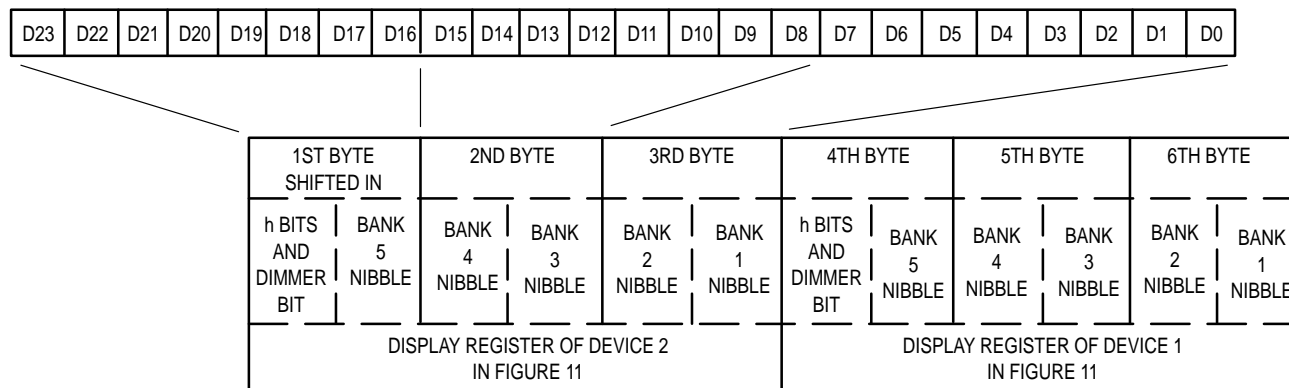 D23 D22 D21 D20 D19 D18 D17 D16 D15 D14 D13 D12 D11 D10 D9 D8 D7 D6 D5 D4 D3 D2 D1 D0
1ST BYTE
SHIFTED IN
2ND BYTE
3RD BYTE
4TH BYTE
5TH BYTE
6TH BYTE
h BITS
AND
DIMMER
BIT
BANK
5
NIBBLE
BANK
4
NIBBLE
BANK
3
NIBBLE
BANK
2
NIBBLE
BANK
1
NIBBLE
h BITS
AND
DIMMER
BIT
BANK
5
NIBBLE
BANK
4
NIBBLE
BANK
3
NIBBLE
BANK
2
NIBBLE
BANK
1
NIBBLE
DISPLAY REGISTER OF DEVICE 2
IN FIGURE 11
DISPLAY REGISTER OF DEVICE 1
IN FIGURE 11